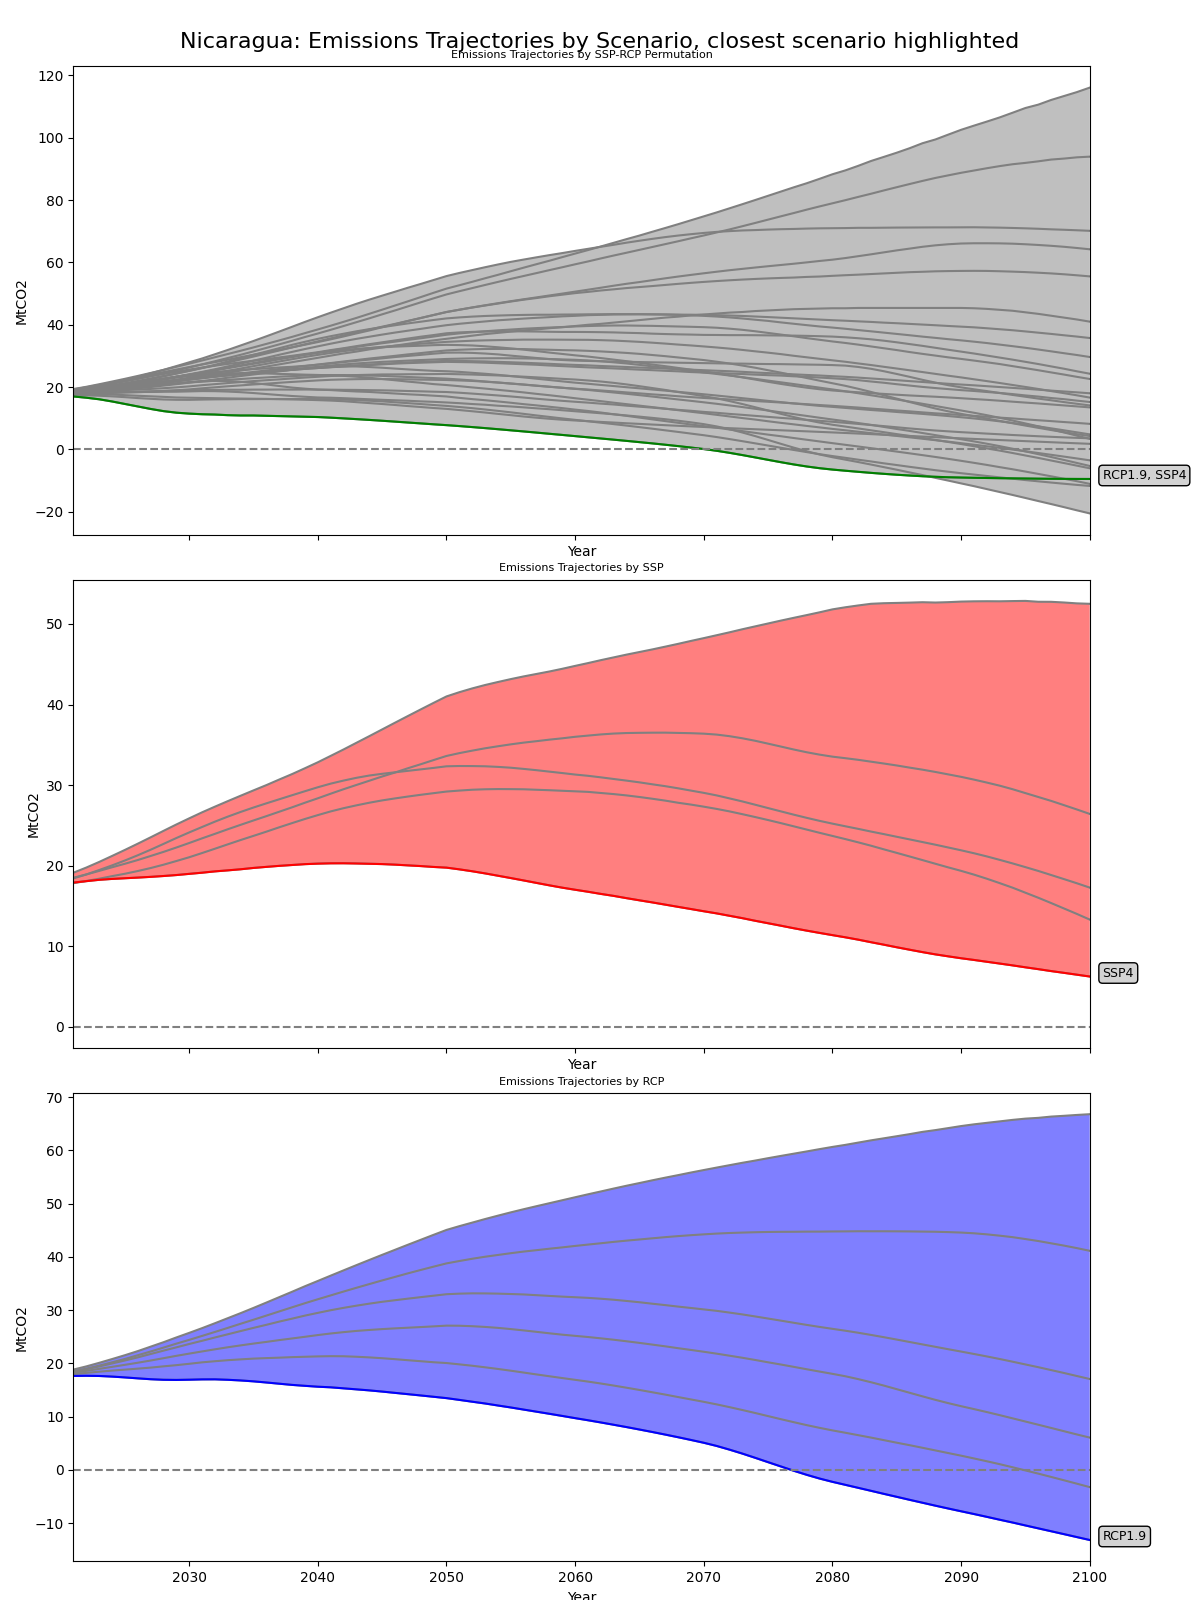 Nicaragua: Emissions Trajectories by Scenario, closest scenario highlighted
Emissions Trajectories by SSP-RCP Permutation
120
100
80
60
40
20
0
−20
MtCO2
RCP1.9, SSP4
Year
Emissions Trajectories by SSP
50
40
30
20
10
0
MtCO2
SSP4
Year
Emissions Trajectories by RCP
70
60
50
40
30
20
10
0
−10
MtCO2
RCP1.9
2030 2040 2050 2060 2070 2080 2090 2100
Year